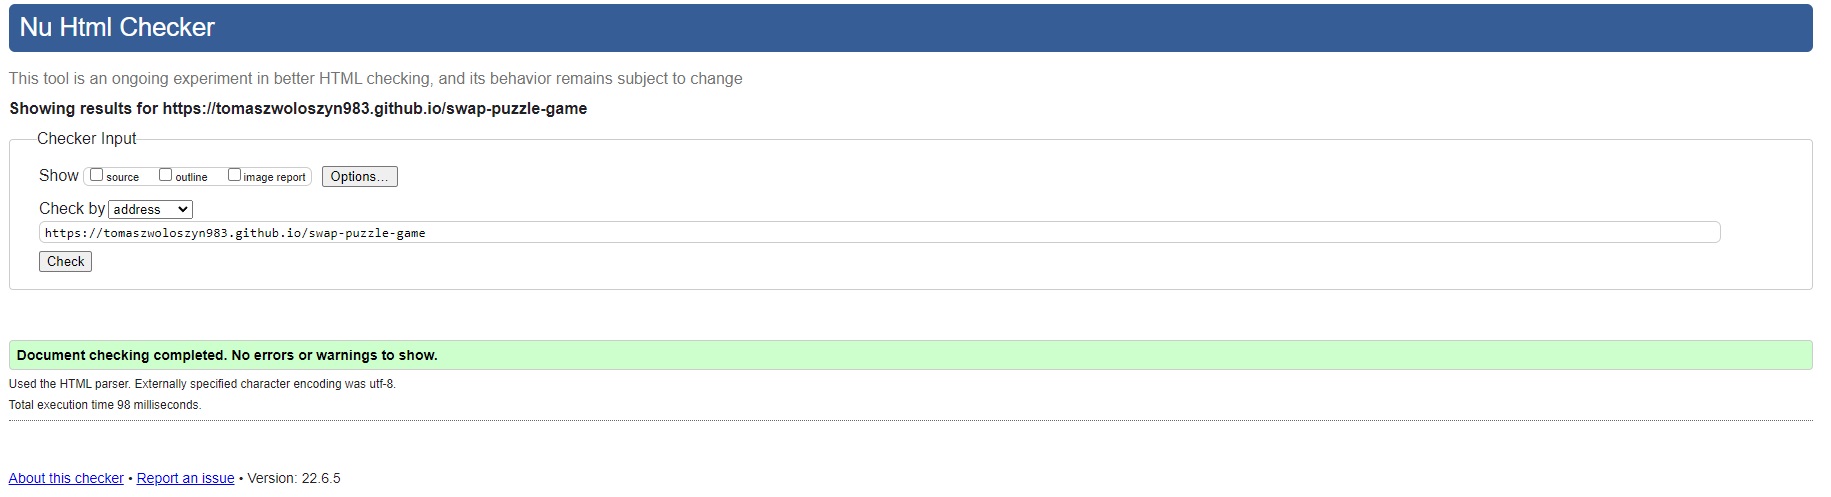 Nu Html Checker
This tool is an ongoing experiment in better HTML checking, and its behavior remains subject to change
Showing results for https://tomaszwoloszyn983.github.io/swap-puzzle-game
Checker Input
Show source outline image report Options...
Check by address
https://tomaszwoloszyn983.github.io/swap-puzzle-game
Check
Document checking completed. No errors or warnings to show.
Used the HTML parser. Externally specified character encoding was utf-8.
Total execution time 98 milliseconds.
About this checker • Report an issue • Version: 22.6.5